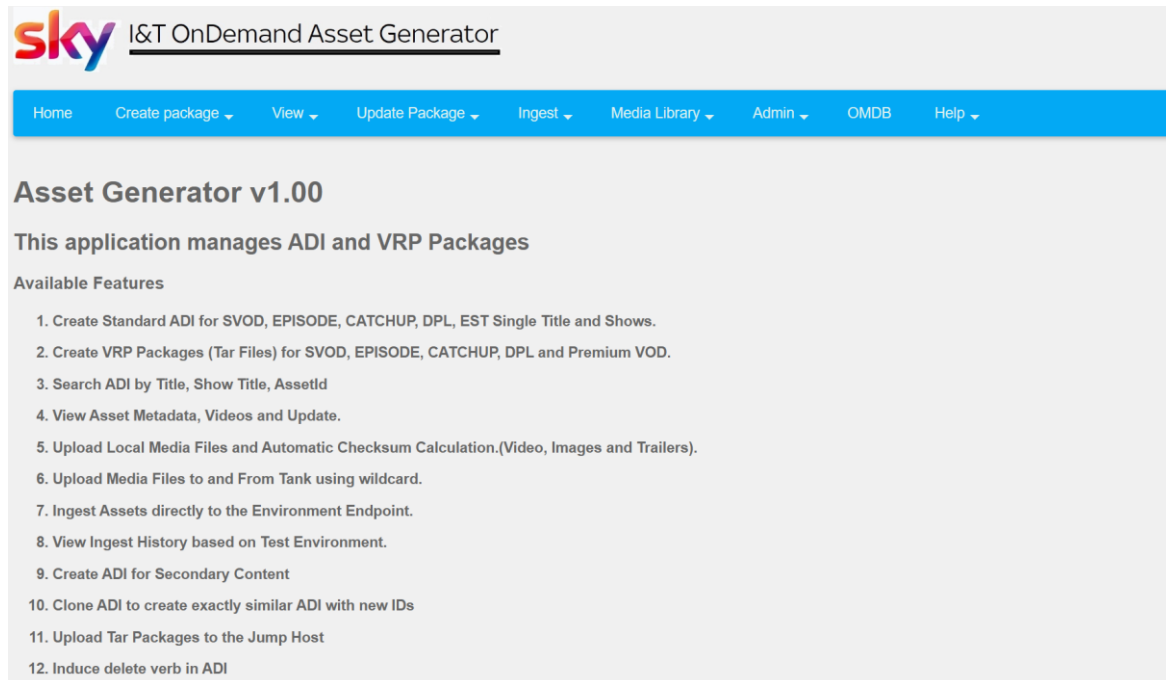 sky I&T OnDemand Asset Generator
Home Create package View Update Package Ingest Media Library Admin OMDB Help
Asset Generator v1.00
This application manages ADI and VRP Packages
Available Features
1. Create Standard ADI for SVOD, EPISODE, CATCHUP, DPL, EST Single Title and Shows.
2. Create VRP Packages (Tar Files) for SVOD, EPISODE, CATCHUP, DPL and Premium VOD.
3. Search ADI by Title, Show Title, AssetId
4. View Asset Metadata, Videos and Update.
5. Upload Local Media Files and Automatic Checksum Calculation.(Video, Images and Trailers).
6. Upload Media Files to and From Tank using wildcard.
7. Ingest Assets directly to the Environment Endpoint.
8. View Ingest History based on Test Environment.
9. Create ADI for Secondary Content
10. Clone ADI to create exactly similar ADI with new IDs
11. Upload Tar Packages to the Jump Host
12. Induce delete verb in ADI